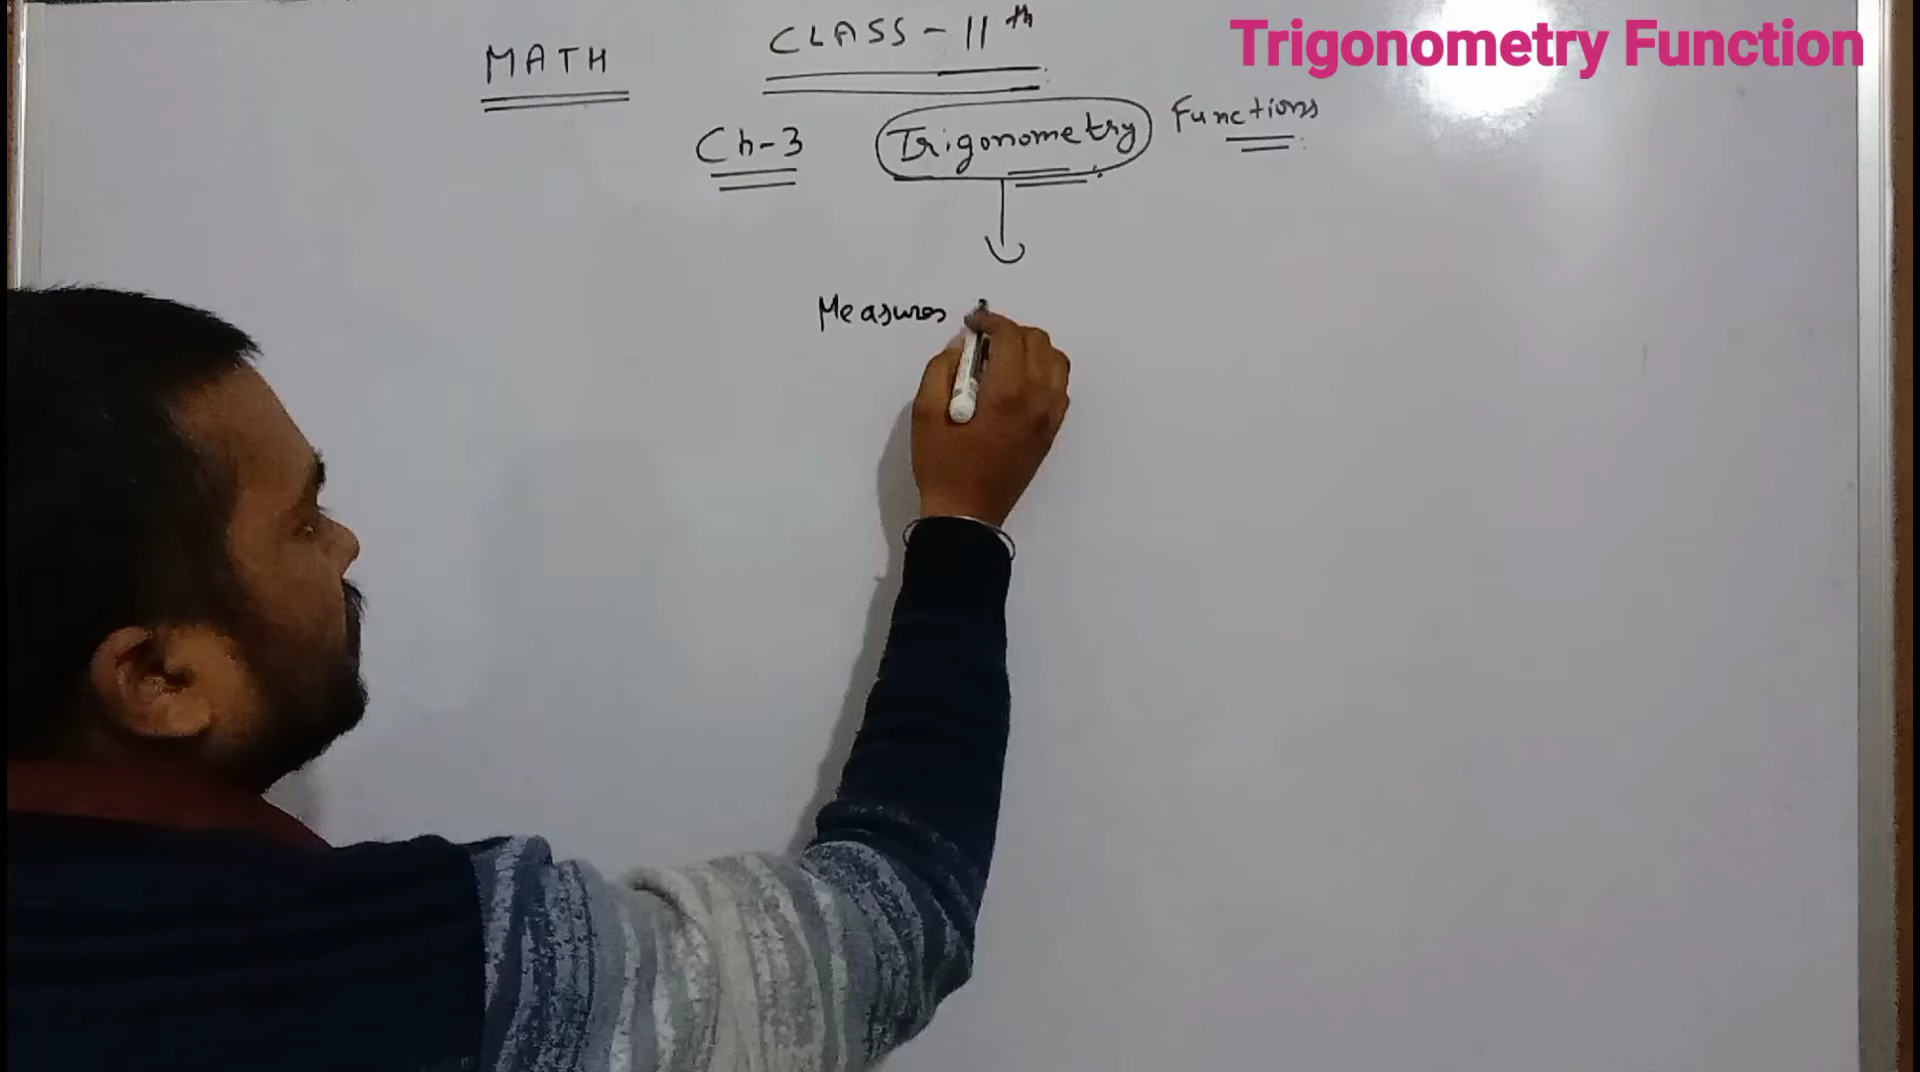 Trigonometry Function
MATH
CLASS-11th
Ch-3 Trigonometry Functions
Measures